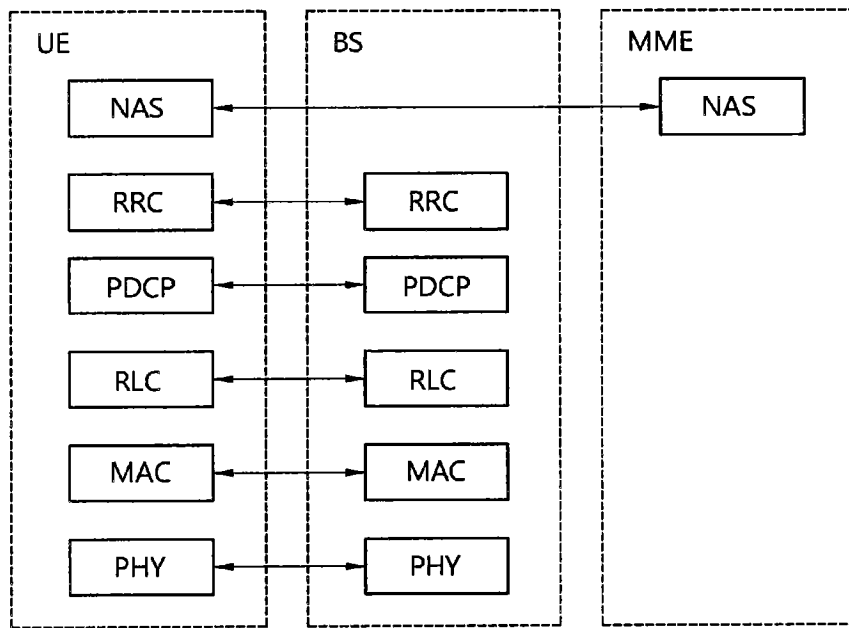 UE
BS
MME
NAS
NAS
RRC
RRC
PDCP
PDCP
RLC
RLC
MAC
MAC
PHY
PHY